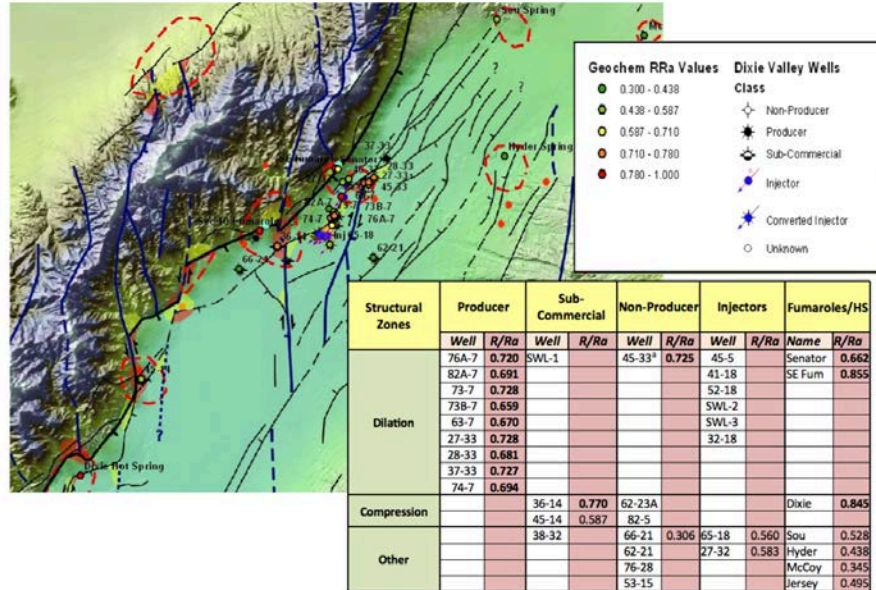 Sou Spring
?
37-33
28-33
27-33
45-33
Hyder Spring
82A-7
73B-7
74-7
76A-7
62-21
66-21
?
Dixie Hot Spring
Geochem RRa Values
0.300 - 0.438
0.438 - 0.587
0.587 - 0.710
0.710 - 0.780
0.780 - 1.000
Dixie Valley Wells
Class
Non-Producer
Producer
Sub-Commercial
Injector
Converted Injector
Unknown
Structural Zones Producer Sub-Commercial Non-Producer Injectors Fumaroles/HS
Well R/Ra Well R/Ra Well R/Ra Well R/Ra Name R/Ra
Dilation
76A-7 0.720 SWL-1 45-33ᵃ 0.725 45-5 Senator 0.662
82A-7 0.691 41-18 SE Fum 0.855
73-7 0.728 52-18
73B-7 0.659 SWL-2
63-7 0.670 SWL-3
27-33 0.728 32-18
28-33 0.681
37-33 0.727
74-7 0.694
Compression
36-14 0.770 62-23A Dixie 0.845
45-14 0.587 82-5
Other
38-32 66-21 0.306 65-18 0.560 Sou 0.528
62-21 27-32 0.583 Hyder 0.438
76-28 McCoy 0.345
53-15 Jersey 0.495